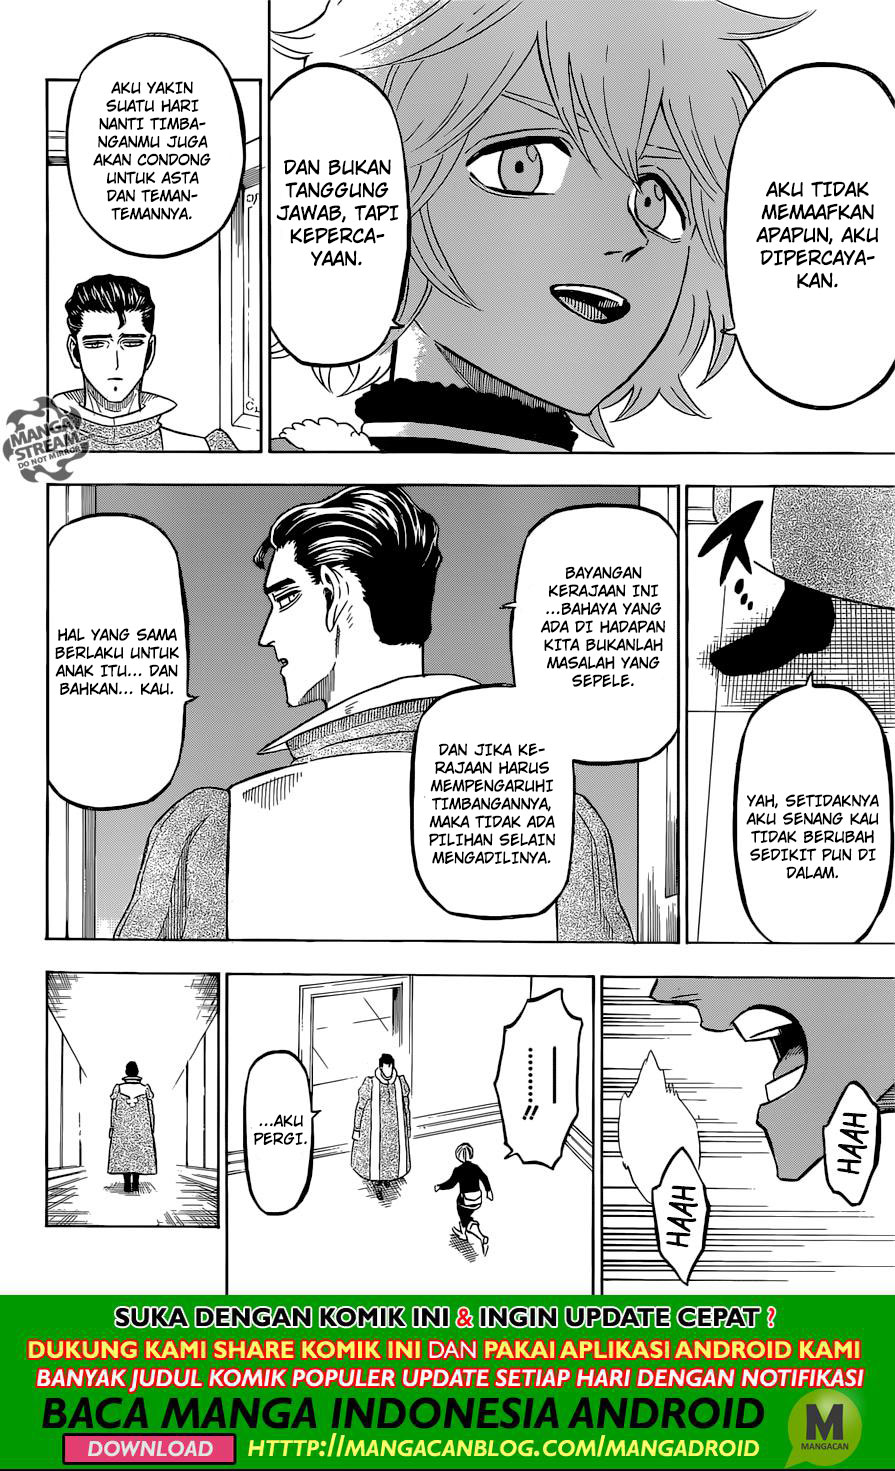 AKU TIDAK
MEMAAFKAN
APAPUN, AKU
DIPERCAYA-
KAN.
DAN BUKAN
TANGGUNG
JAWAB, TAPI
KEPERCA-
YAAN.
AKU YAKIN
SUATU HARI
NANTI TIMBA-
NGANMU JUGA
AKAN CONDONG
UNTUK ASTA
DAN TEMAN-
TEMANNYA.
MANGA
STREAM
DO NOT MIRROR
YAH, SETIDAKNYA
AKU SENANG KAU
TIDAK BERUBAH
SEDIKIT PUN DI
DALAM.
BAYANGAN
KERAJAAN INI
...BAHAYA YANG
ADA DI HADAPAN
KITA BUKANLAH
MASALAH YANG
SEPELE.
DAN JIKA KE-
RAJAAN HARUS
MEMPENGARUHI
TIMBANGANNYA,
MAKA TIDAK ADA
PILIHAN SELAIN
MENGADILINYA.
HAL YANG SAMA
BERLAKU UNTUK
ANAK ITU... DAN
BAHKAN... KAU.
HAAH
HAAH
.........!!
...AKU
PERGI.
SUKA DENGAN KOMIK INI & INGIN UPDATE CEPAT ?
DUKUNG KAMI SHARE KOMIK INI DAN PAKAI APLIKASI ANDROID KAMI
BANYAK JUDUL KOMIK POPULER UPDATE SETIAP HARI DENGAN NOTIFIKASI
BACA MANGA INDONESIA ANDROID
DOWNLOAD HTTTP://MANGACANBLOG.COM/MANGADROID
M
MANGACAN